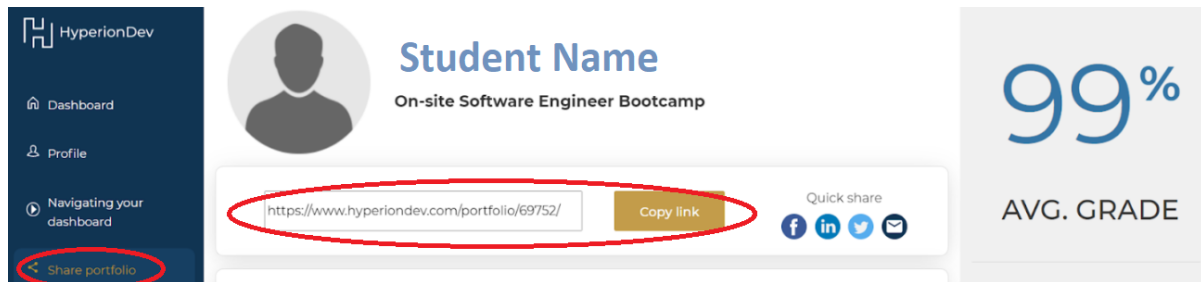 HyperionDev
Dashboard
Profile
Navigating your
dashboard
Share portfolio
Student Name
On-site Software Engineer Bootcamp
https://www.hyperiondev.com/portfolio/69752/
Copy link
Quick share
99%
AVG. GRADE